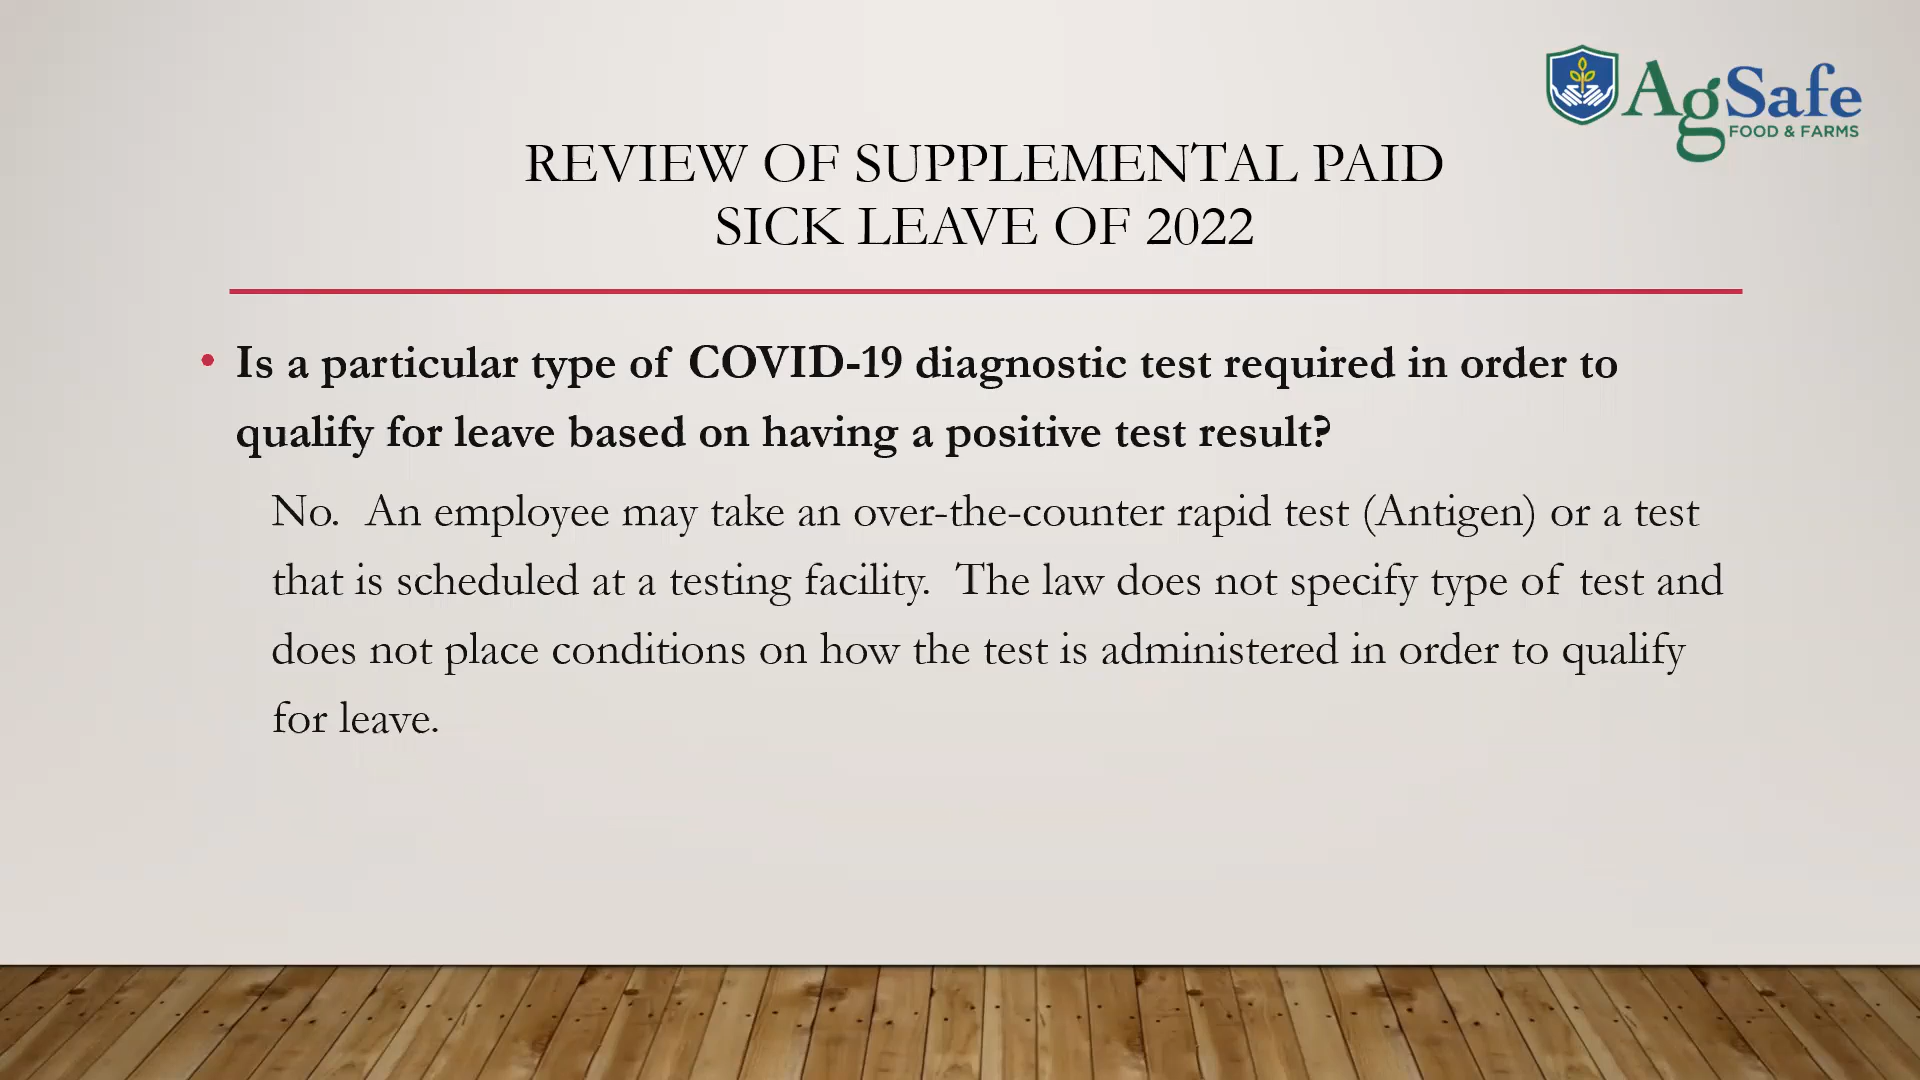 AgSafe
FOOD & FARMS
REVIEW OF SUPPLEMENTAL PAID
SICK LEAVE OF 2022
• Is a particular type of COVID-19 diagnostic test required in order to
qualify for leave based on having a positive test result?
No. An employee may take an over-the-counter rapid test (Antigen) or a test
that is scheduled at a testing facility. The law does not specify type of test and
does not place conditions on how the test is administered in order to qualify
for leave.